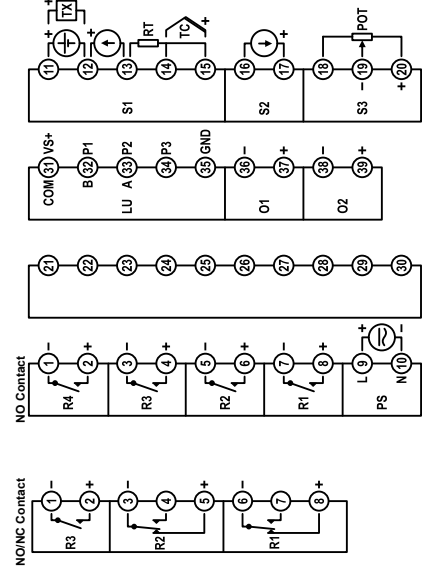 + TX -
+ - + - RT TC +
11 12 13 14 15 16 17 18 19 20
POT
- +
S1 S2 S3
VS+ P1 P2 P3 GND - + - +
31 32 33 34 35 36 37 38 39
COM B A
LU O1 O2
21 22 23 24 25 26 27 28 29 30
NO Contact
- + - + - + - + + -
1 2 3 4 5 6 7 8 9 10
L N
R4 R3 R2 R1 PS
NO/NC Contact
- + - + - +
1 2 3 4 5 6 7 8
R3 R2 R1